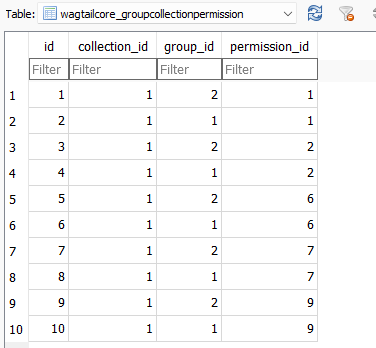 Table: wagtailcore_groupcollectionpermission
id collection_id group_id permission_id
Filter Filter Filter Filter
1 1 1 2 1
2 2 1 1 1
3 3 1 2 2
4 4 1 1 2
5 5 1 2 6
6 6 1 1 6
7 7 1 2 7
8 8 1 1 7
9 9 1 2 9
10 10 1 1 9